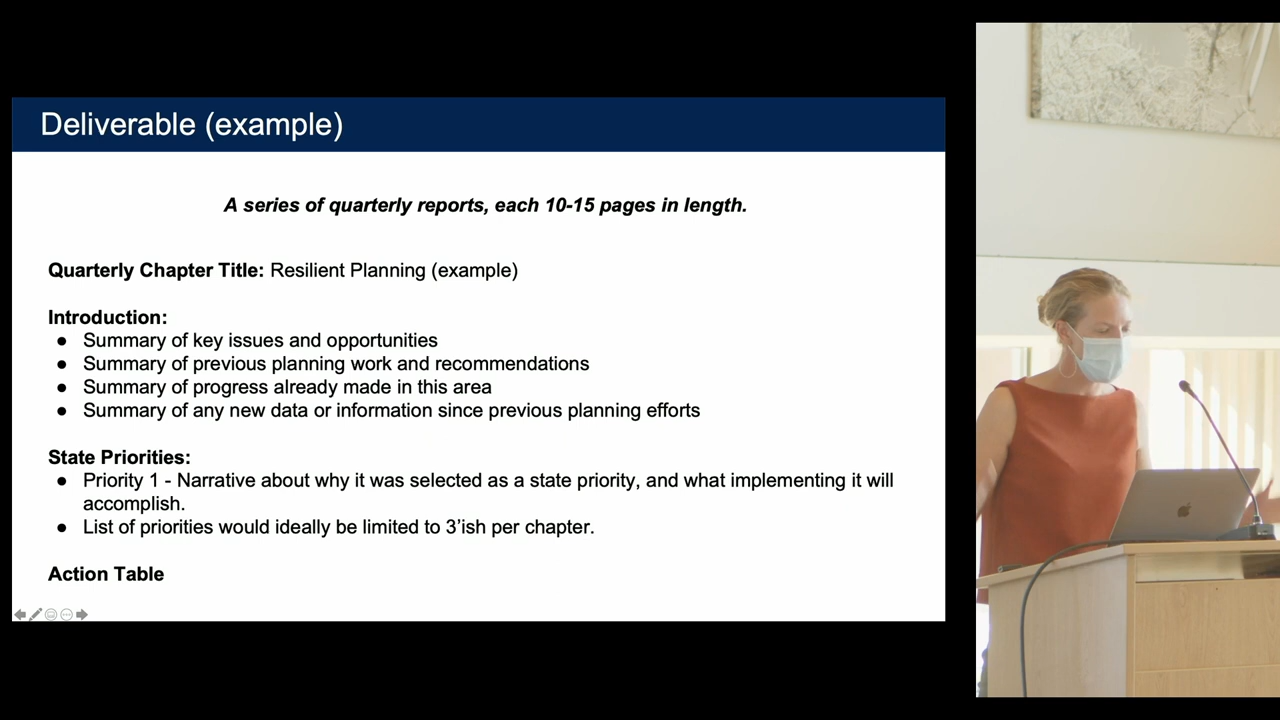 Deliverable (example)
A series of quarterly reports, each 10-15 pages in length.
Quarterly Chapter Title: Resilient Planning (example)
Introduction:
● Summary of key issues and opportunities
● Summary of previous planning work and recommendations
● Summary of progress already made in this area
● Summary of any new data or information since previous planning efforts
State Priorities:
● Priority 1 - Narrative about why it was selected as a state priority, and what implementing it will
accomplish.
● List of priorities would ideally be limited to 3’ish per chapter.
Action Table